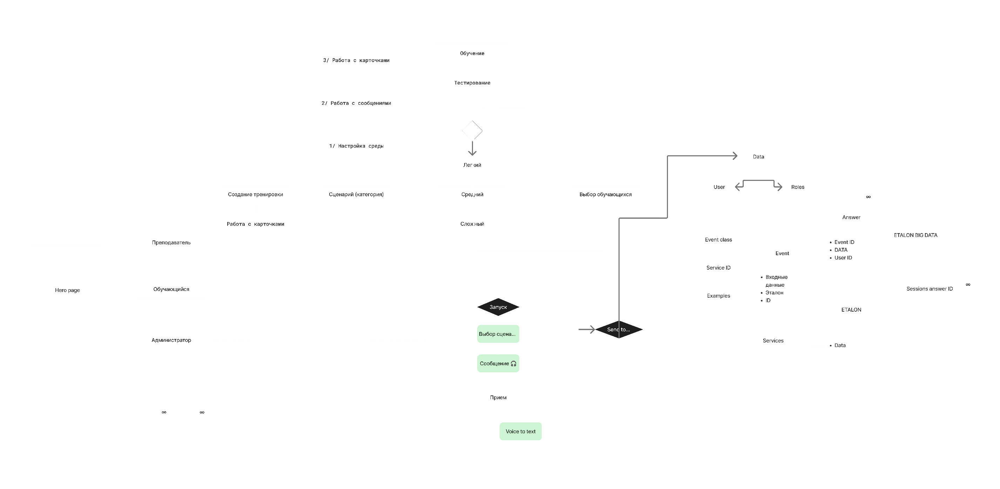 Обучение
3/ Работа с карточками
Тестирование
2/ Работа с сообщениями
1/ Настройка среды
Легкий
Создание тренировки
Сценарий (категория)
Средний
Выбор обучающихся
Работа с карточками
Сложный
Преподаватель
Hero page
Обучающийся
Администратор
∞
∞
Запуск
Выбор сцена...
Сообщение 🎧
Прием
Voice to text
Send to...
Data
User
Roles
∞
Answer
ETALON BIG DATA
Event class
• Event ID
• DATA
• User ID
Event
Service ID
• Входные
данные
• Эталон
• ID
Examples
Sessions answer ID
∞
ETALON
Services
• Data